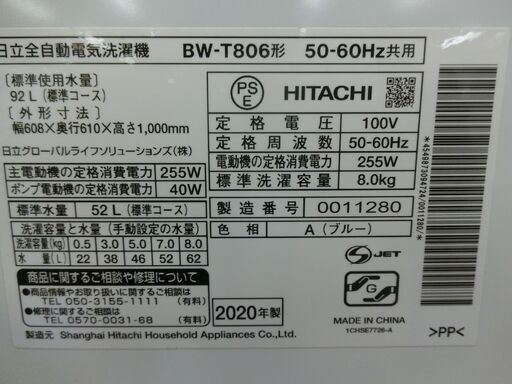 日立全自動電気洗濯機 BW-T806形 50-60Hz共用
[標準使用水量]
92L(標準コース)
[外形寸法]
幅608×奥行610×高さ1,000mm
日立グローバルライフソリューションズ(株)
主電動機の定格消費電力 255W
ポンプ電動機の定格消費電力 40W
標準水量 52L(標準コース)
洗濯容量と水量(手動設定の水量)
洗濯容量(kg) 0.5 3.0 5.0 7.0 8.0
水量(L) 22 38 46 52 62
商品に関するご相談や修理について
●商品やお取り扱いに関するご相談
TEL 050-3155-1111 (有料)
●修理に関するご相談
TEL 0570-0031-68 (有料)
2020年製
製造元 Shanghai Hitachi Household Appliances Co.,Ltd.
PS
E
HITACHI
定格電圧 100V
定格周波数 50-60Hz
電動機の定格消費電力 255W
標準洗濯容量 8.0kg
製造番号 0011280
色相 A(ブルー)
S-JET
G
MADE IN CHINA
1CHSE7726-A
>PP<
*4549873094724/0011280/*